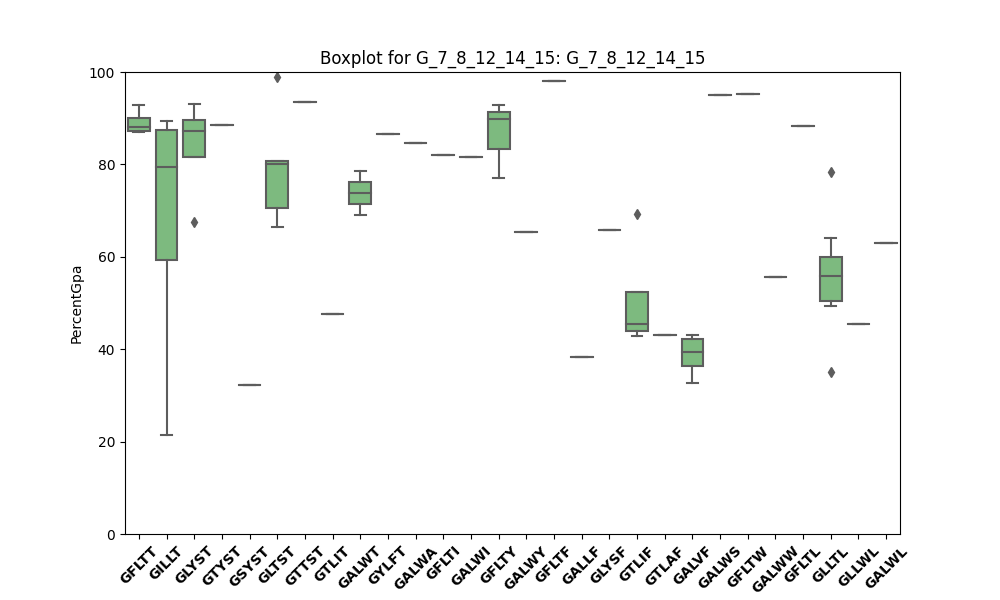 Boxplot for G_7_8_12_14_15: G_7_8_12_14_15
PercentGpa
100
80
60
40
20
0
GFLTT GILLT GLYST GTYST GSYST GLTST GTTST GTLIT GALWT GYLFT GALWA GFLTI GALWI GFLTY GALWY GFLTF GALLF GLYSF GTLIF GTLAF GALVF GALWS GFLTW GALWW GFLTL GLLTL GLLWL GALWL